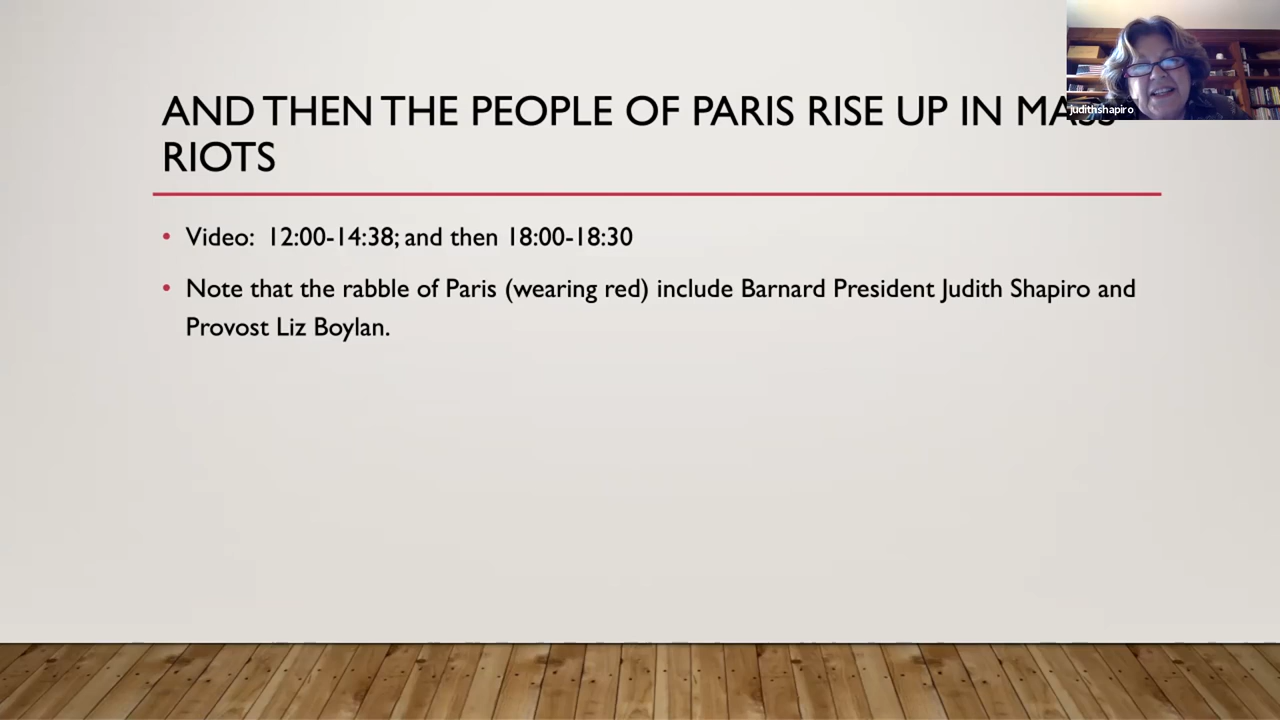 AND THEN THE PEOPLE OF PARIS RISE UP IN MASS
RIOTS
judithshapiro
• Video: 12:00-14:38; and then 18:00-18:30
• Note that the rabble of Paris (wearing red) include Barnard President Judith Shapiro and
Provost Liz Boylan.